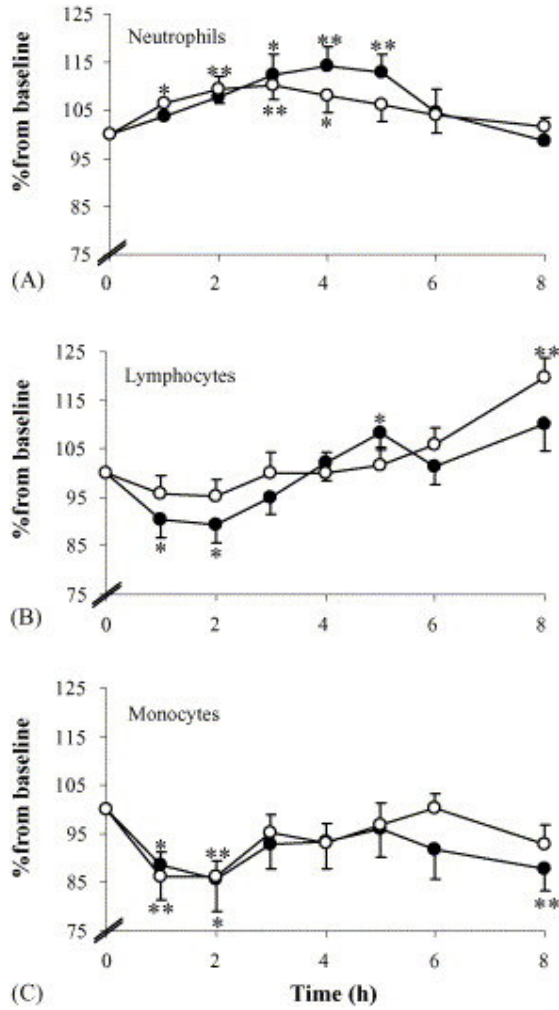 Neutrophils
%from baseline
125
115
105
95
75
* ** * ** **
** *
0 2 4 6 8
(A)
Lymphocytes
%from baseline
125
115
105
95
85
75
**
*
* *
0 2 4 6 8
(B)
Monocytes
%from baseline
125
115
105
95
85
75
* **
** * **
0 2 4 6 8
(C)
Time (h)